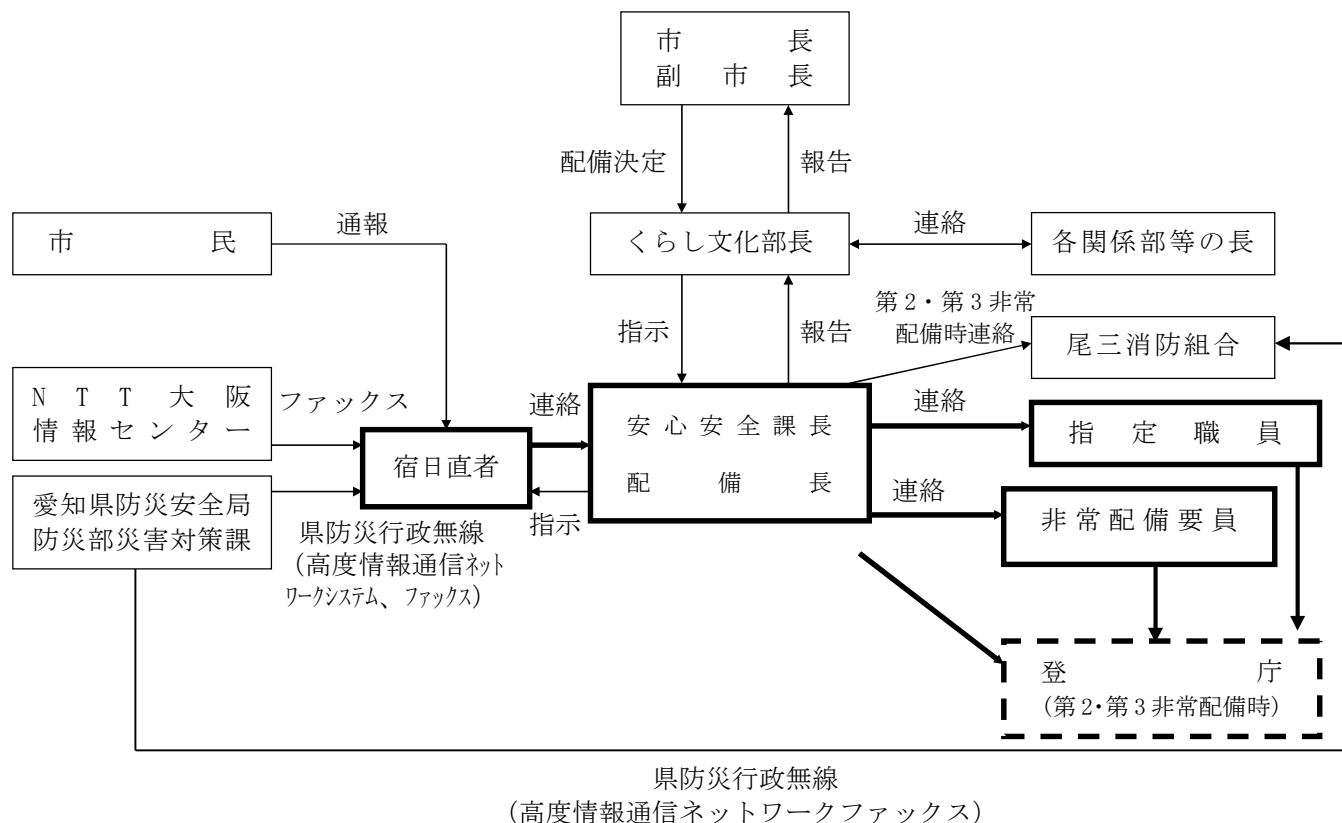 市長
副市長
配備決定
報告
市民
通報
くらし文化部長
連絡
各関係部等の長
指示
報告
第2・第3非常
配備時連絡
尾三消防組合
NTT大阪
情報センター
ファックス
連絡
安心安全課長
配備長
連絡
指定職員
宿日直者
愛知県防災安全局
防災部災害対策課
指示
連絡
非常配備要員
県防災行政無線
(高度情報通信ネット
ワークシステム、ファックス)
登庁
(第2・第3非常配備時)
県防災行政無線
(高度情報通信ネットワークファックス)